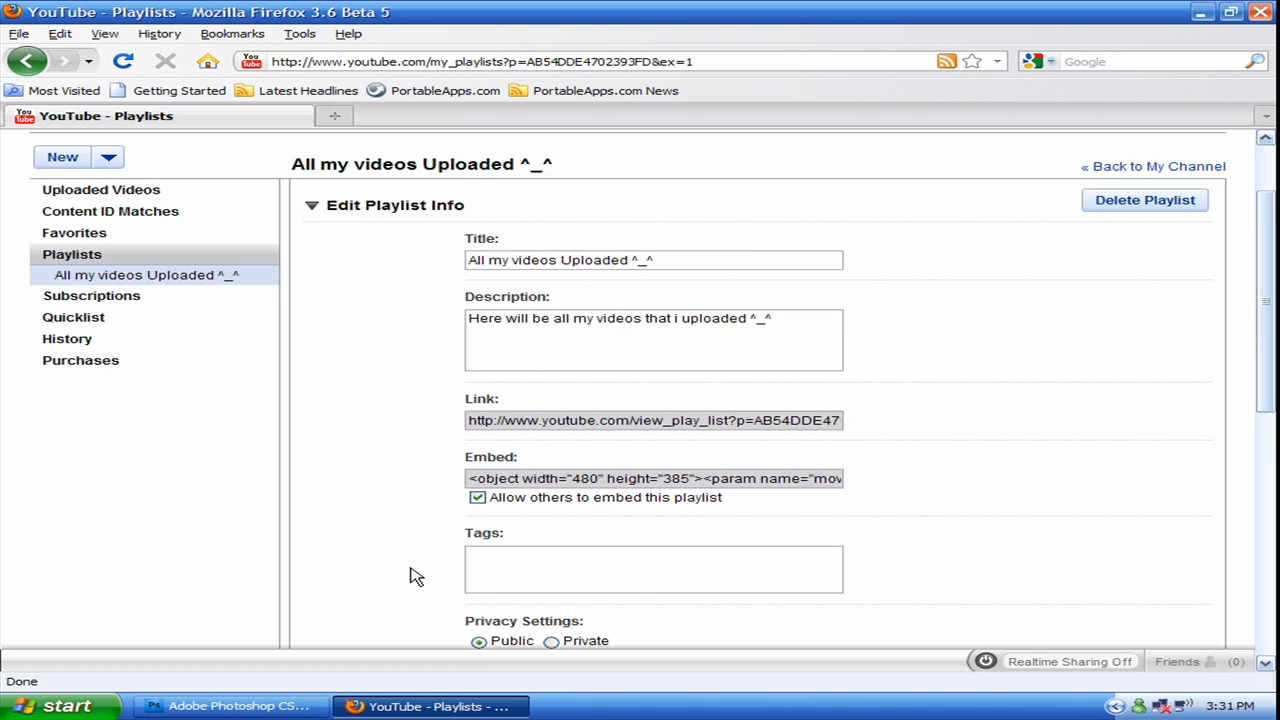 YouTube - Playlists - Mozilla Firefox 3.6 Beta 5
File Edit View History Bookmarks Tools Help
You Tube http://www.youtube.com/my_playlists?p=AB54DDE4702393FD&ex=1 Google
Most Visited Getting Started Latest Headlines PortableApps.com PortableApps.com News
You Tube YouTube - Playlists
New
All my videos Uploaded ^_^
« Back to My Channel
Uploaded Videos
Content ID Matches
Favorites
Playlists
All my videos Uploaded ^_^
Subscriptions
Quicklist
History
Purchases
Edit Playlist Info
Delete Playlist
Title:
All my videos Uploaded ^_^
Description:
Here will be all my videos that i uploaded ^_^
Link:
http://www.youtube.com/view_play_list?p=AB54DDE47
Embed:
<object width="480" height="385"><param name="mov
Allow others to embed this playlist
Tags:
Privacy Settings:
Public Private
Realtime Sharing Off Friends (0)
Done
start Ps Adobe Photoshop CS... YouTube - Playlists - ... 3:31 PM